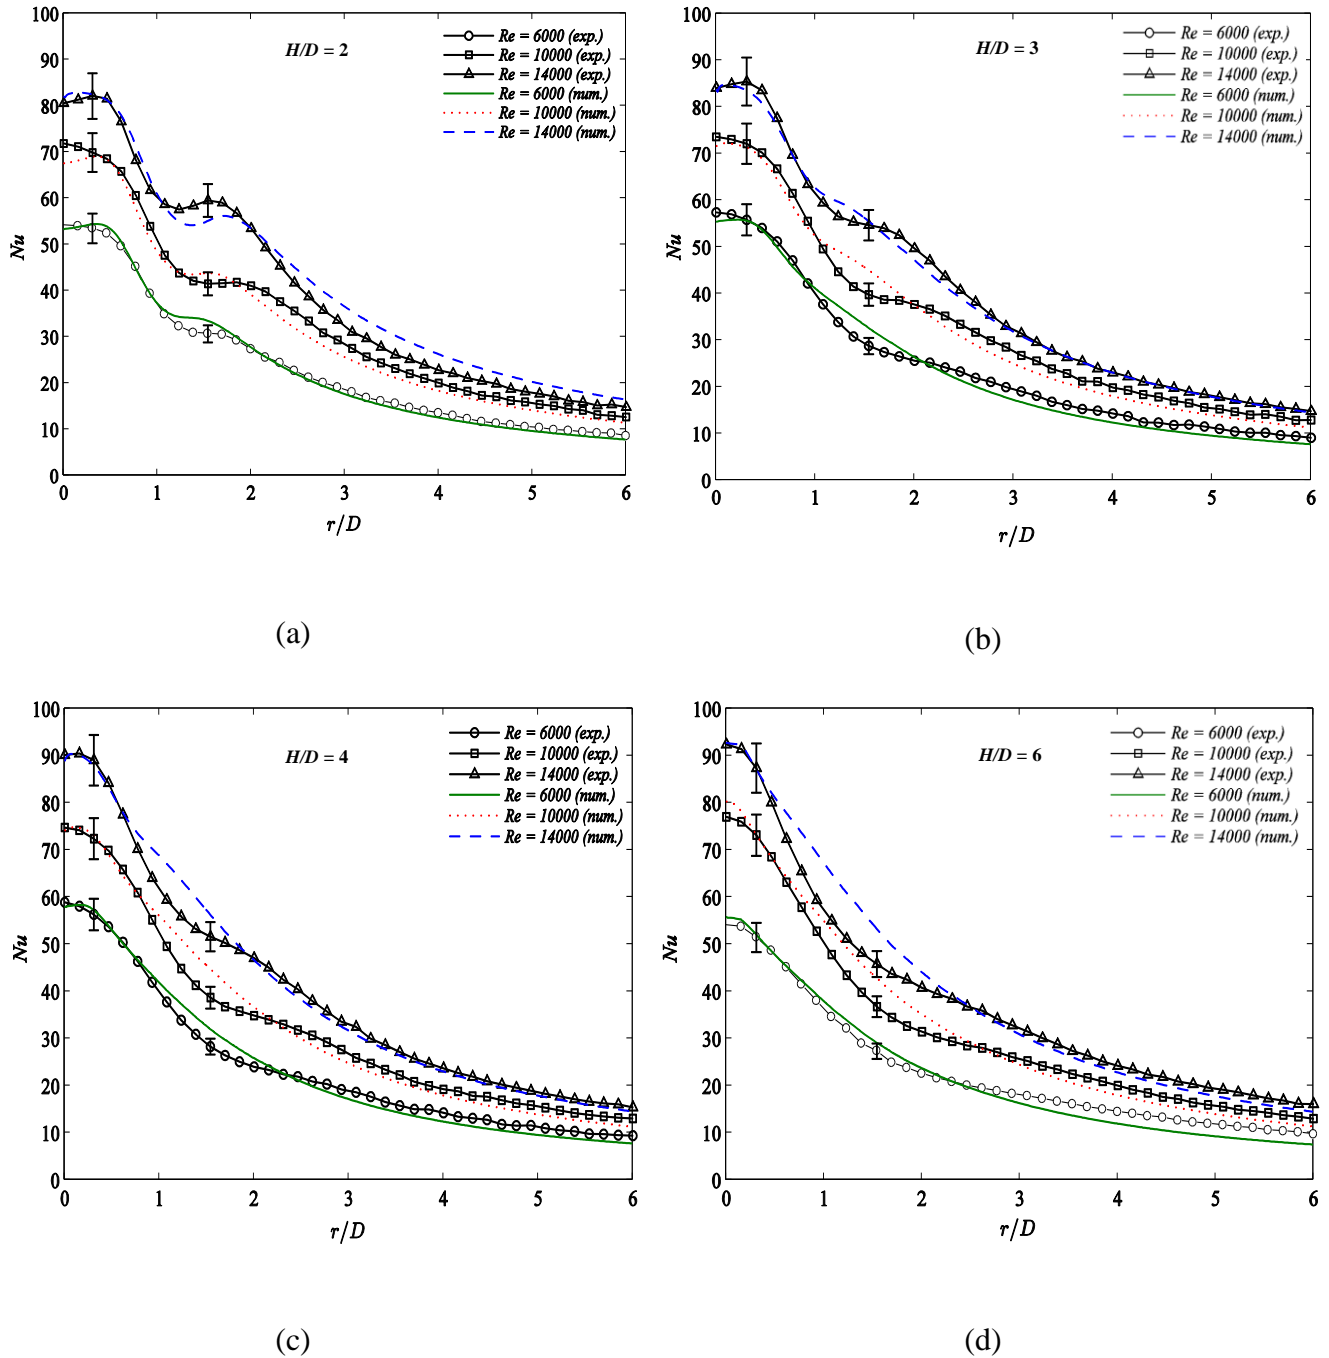 100
90
80
70
60
50
40
30
20
10
0
Nu
H/D = 2
Re = 6000 (exp.)
Re = 10000 (exp.)
Re = 14000 (exp.)
Re = 6000 (num.)
Re = 10000 (num.)
Re = 14000 (num.)
0 1 2 3 4 5 6
r/D
(a)
100
90
80
70
60
50
40
30
20
10
0
Nu
H/D = 3
Re = 6000 (exp.)
Re = 10000 (exp.)
Re = 14000 (exp.)
Re = 6000 (num.)
Re = 10000 (num.)
Re = 14000 (num.)
0 1 2 3 4 5 6
r/D
(b)
100
90
80
70
60
50
40
30
20
10
0
Nu
H/D = 4
Re = 6000 (exp.)
Re = 10000 (exp.)
Re = 14000 (exp.)
Re = 6000 (num.)
Re = 10000 (num.)
Re = 14000 (num.)
0 1 2 3 4 5 6
r/D
(c)
100
90
80
70
60
50
40
30
20
10
0
Nu
H/D = 6
Re = 6000 (exp.)
Re = 10000 (exp.)
Re = 14000 (exp.)
Re = 6000 (num.)
Re = 10000 (num.)
Re = 14000 (num.)
0 1 2 3 4 5 6
r/D
(d)